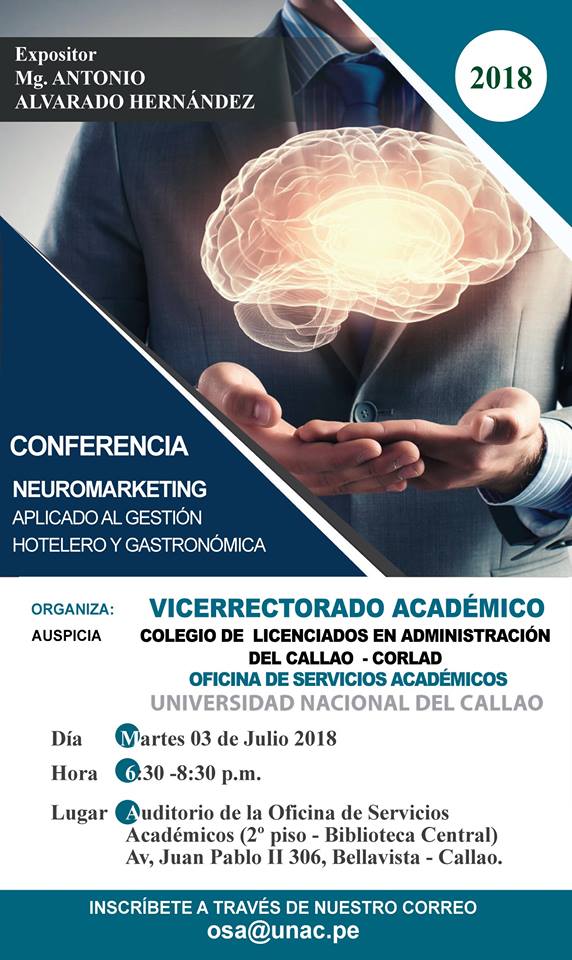 Expositor
Mg. ANTONIO
ALVARADO HERNÁNDEZ
2018
CONFERENCIA
NEUROMARKETING
APLICADO AL GESTIÓN
HOTELERO Y GASTRONÓMICA
ORGANIZA: VICERRECTORADO ACADÉMICO
AUSPICIA COLEGIO DE LICENCIADOS EN ADMINISTRACIÓN
DEL CALLAO - CORLAD
OFICINA DE SERVICIOS ACADÉMICOS
UNIVERSIDAD NACIONAL DEL CALLAO
Día Martes 03 de Julio 2018
Hora 6:30 -8:30 p.m.
Lugar Auditorio de la Oficina de Servicios
Académicos (2º piso - Biblioteca Central)
Av, Juan Pablo II 306, Bellavista - Callao.
INSCRÍBETE A TRAVÉS DE NUESTRO CORREO
osa@unac.pe